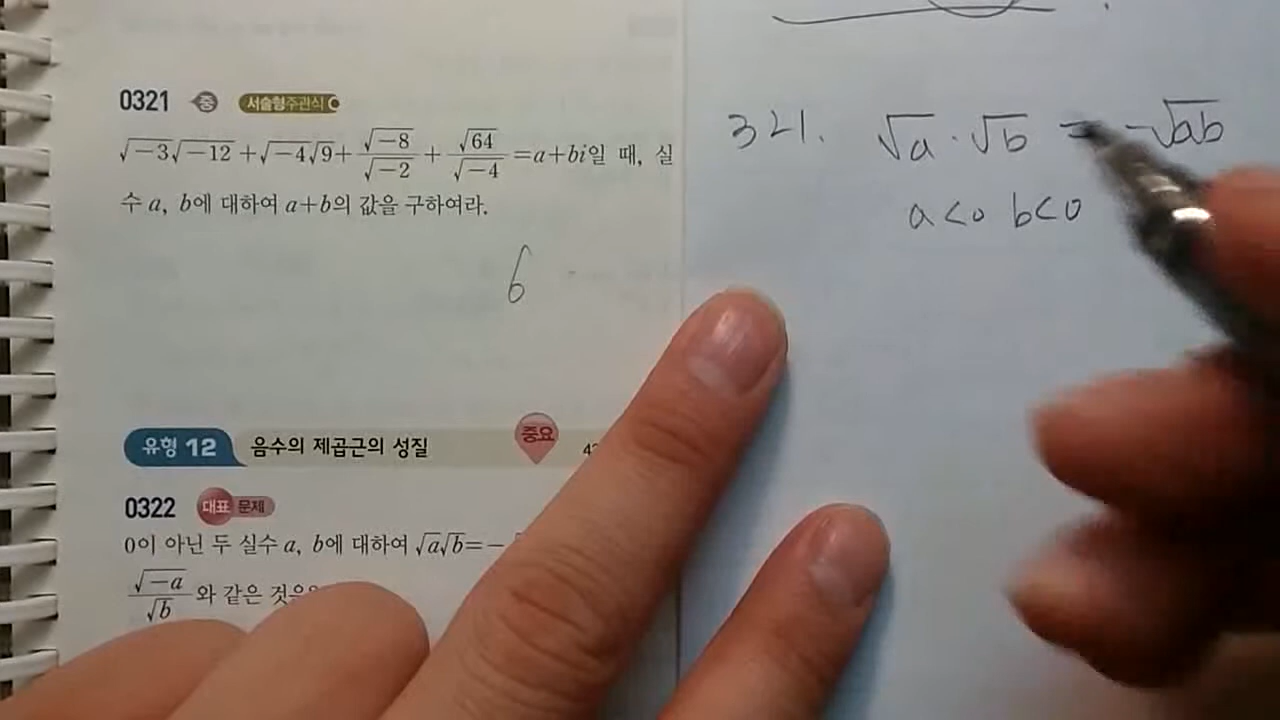 0321 중 서술형주관식
√-3√-12 + √-4√9 + √-8/√-2 + √64/√-4 = a+bi일 때, 실
수 a, b에 대하여 a+b의 값을 구하여라.
6
유형 12 음수의 제곱근의 성질 중요
0322 대표 문제
0이 아닌 두 실수 a, b에 대하여 √a√b=-
√-a/√b 와 같은 것은
321. √a · √b = -√ab
a<0 b<0